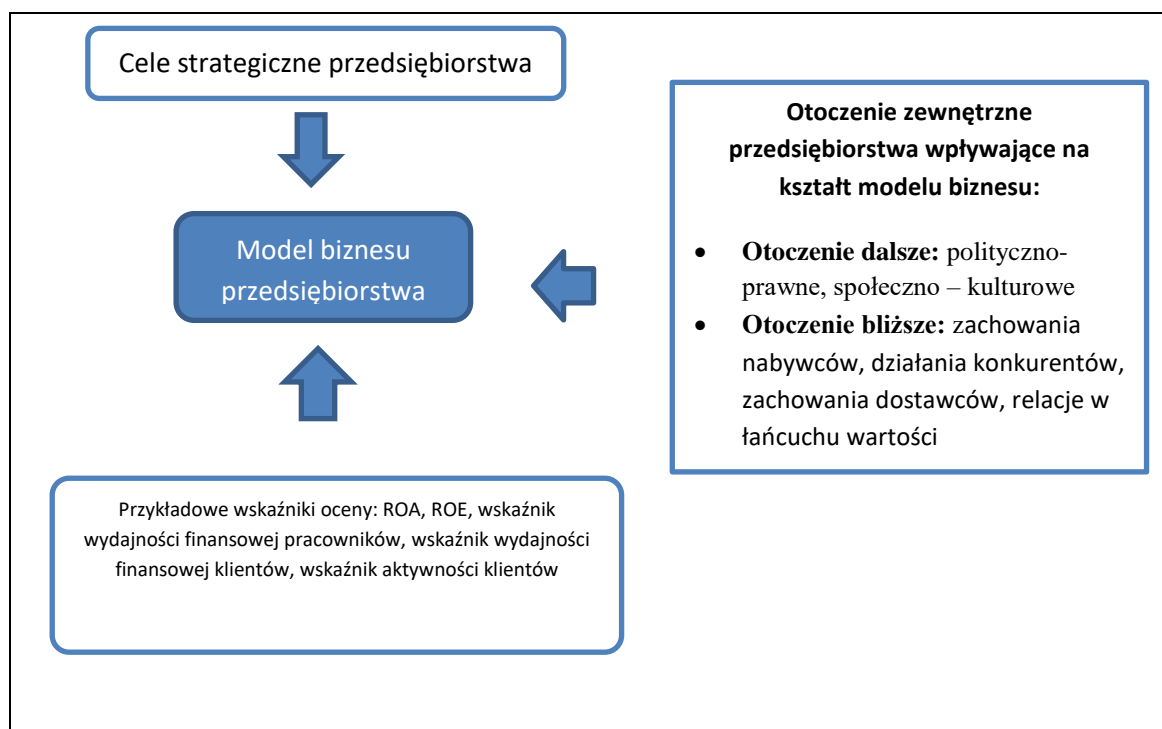 Cele strategiczne przedsiębiorstwa
Model biznesu
przedsiębiorstwa
Przykładowe wskaźniki oceny: ROA, ROE, wskaźnik
wydajności finansowej pracowników, wskaźnik wydajności
finansowej klientów, wskaźnik aktywności klientów
Otoczenie zewnętrzne
przedsiębiorstwa wpływające na
kształt modelu biznesu:
• Otoczenie dalsze: polityczno-
prawne, społeczno – kulturowe
• Otoczenie bliższe: zachowania
nabywców, działania konkurentów,
zachowania dostawców, relacje w
łańcuchu wartości